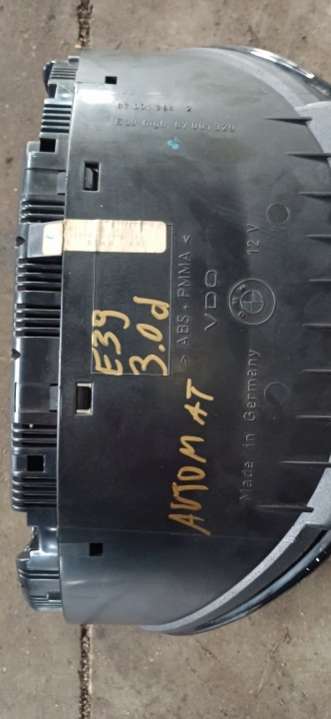 E39
3.0d
AUTOMAT
> ABS + PMMA <
VDO
BMW
12 V
Made in Germany